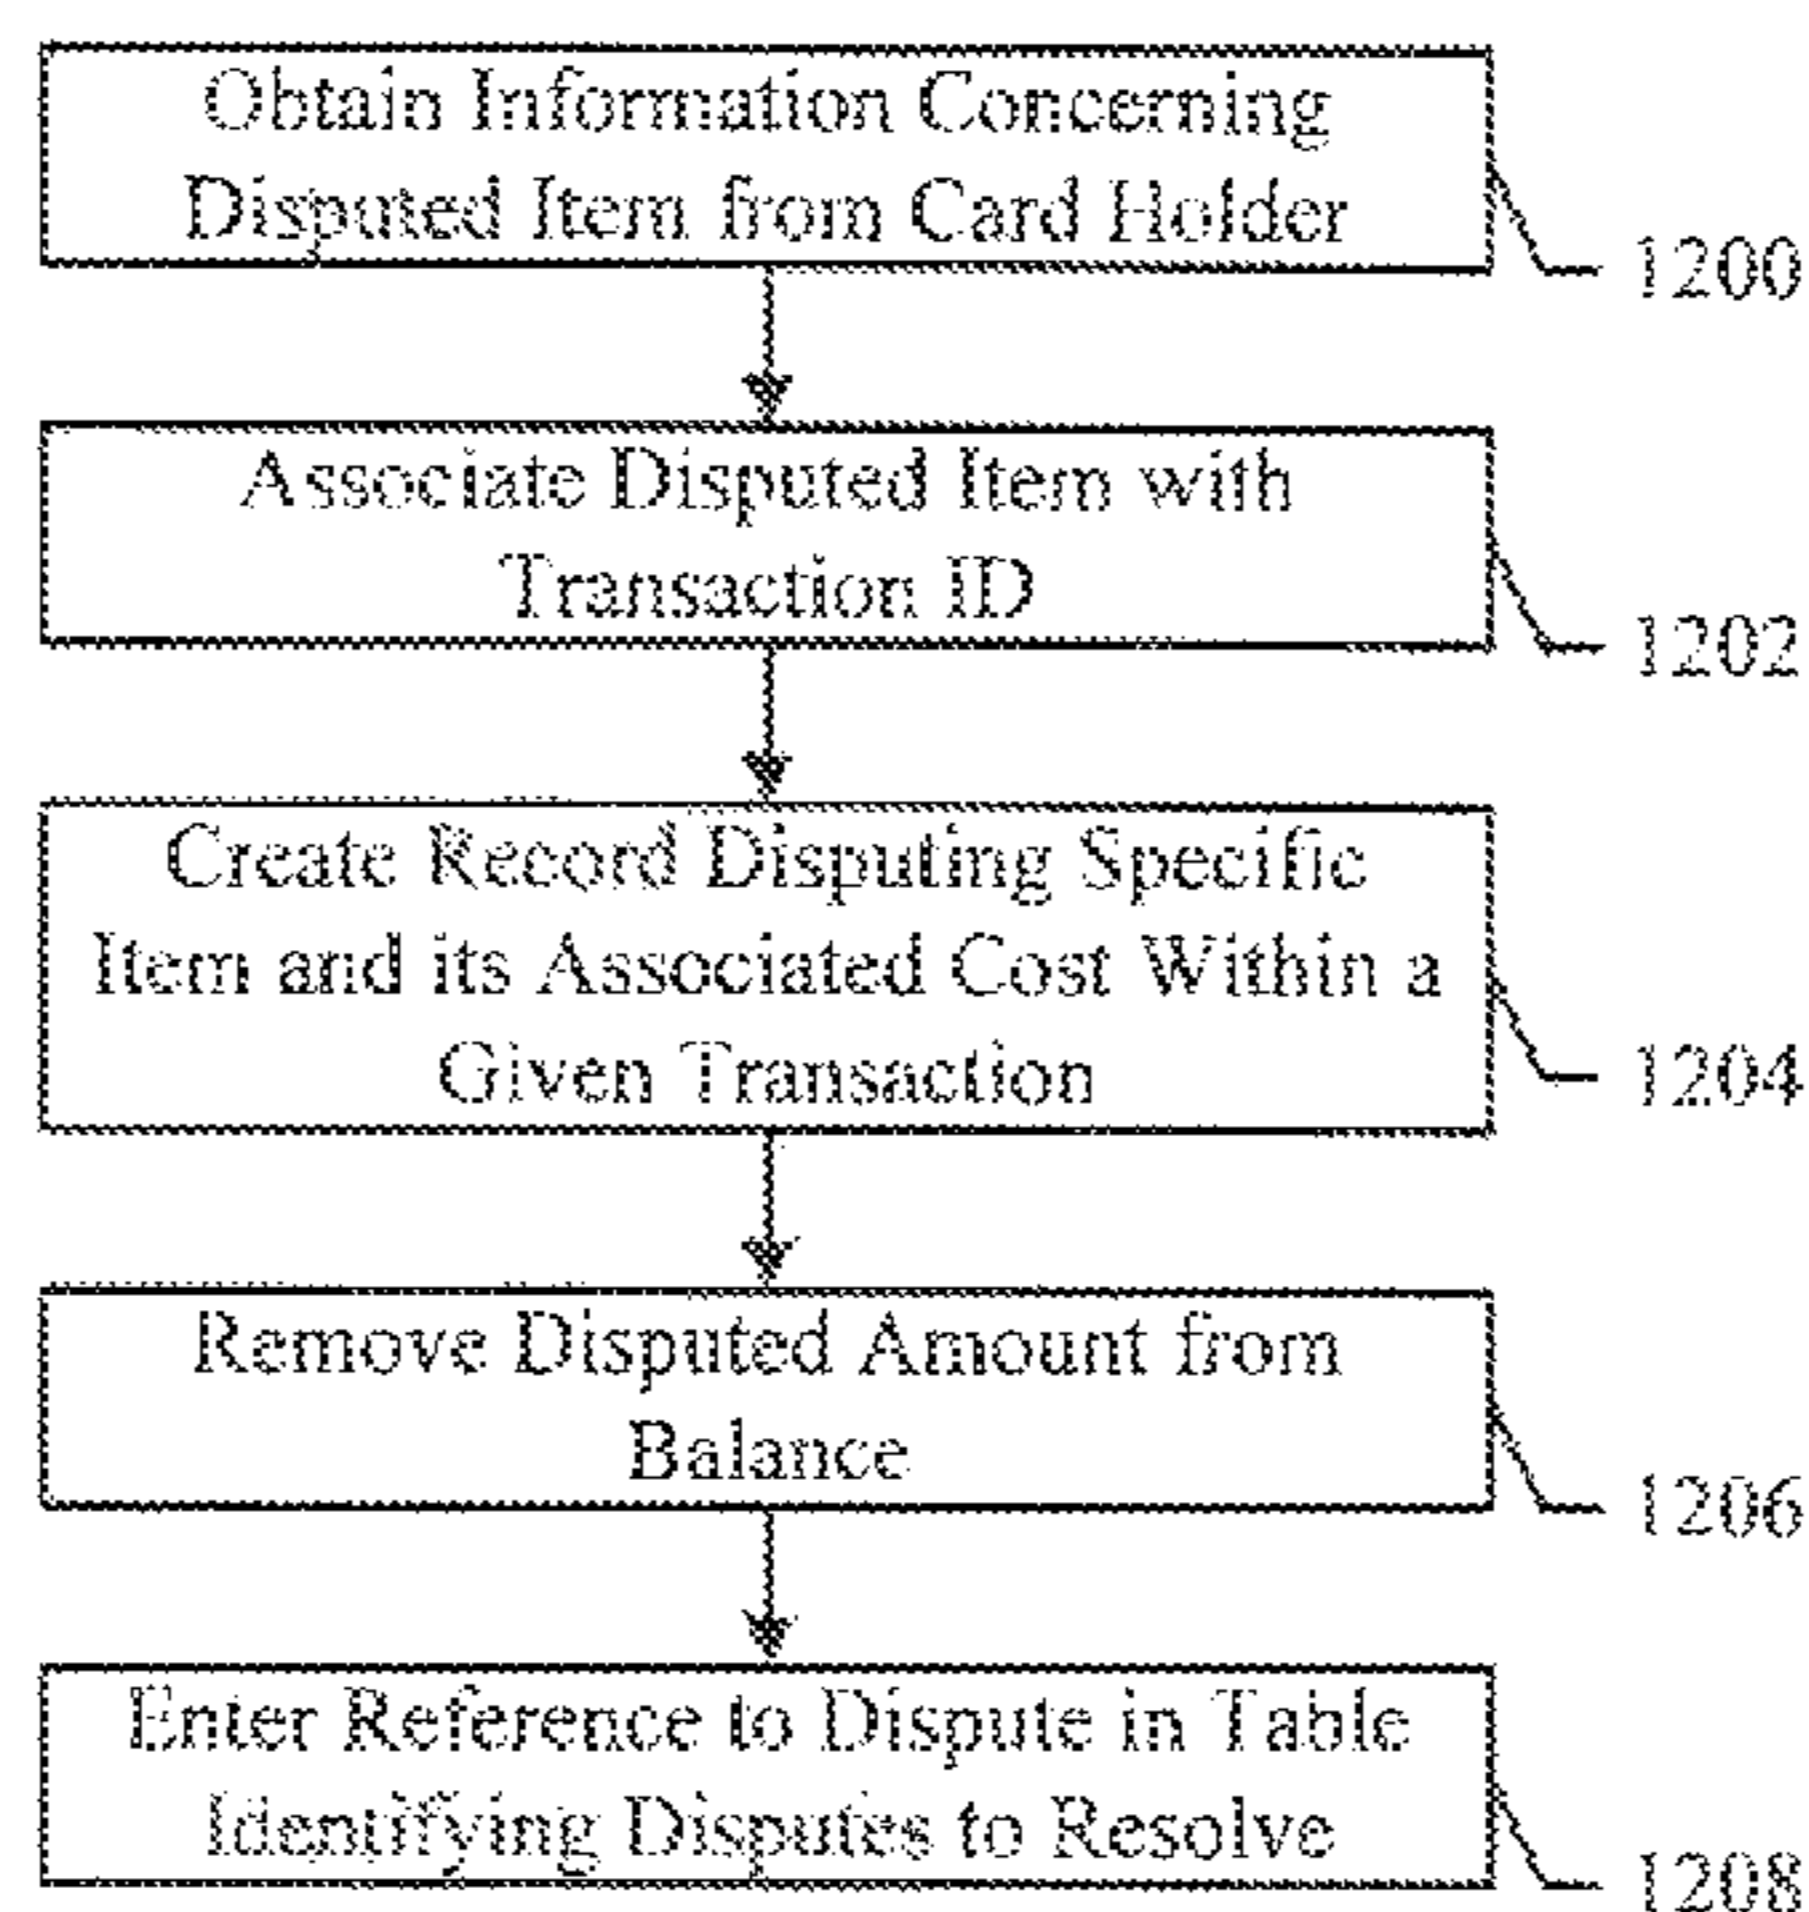 Obtain Information Concerning
Disputed Item from Card Holder
1200
Associate Disputed Item with
Transaction ID
1202
Create Record Disputing Specific
Item and its Associated Cost Within a
Given Transaction
1204
Remove Disputed Amount from
Balance
1206
Enter Reference to Dispute in Table
Identifying Disputes to Resolve
1208